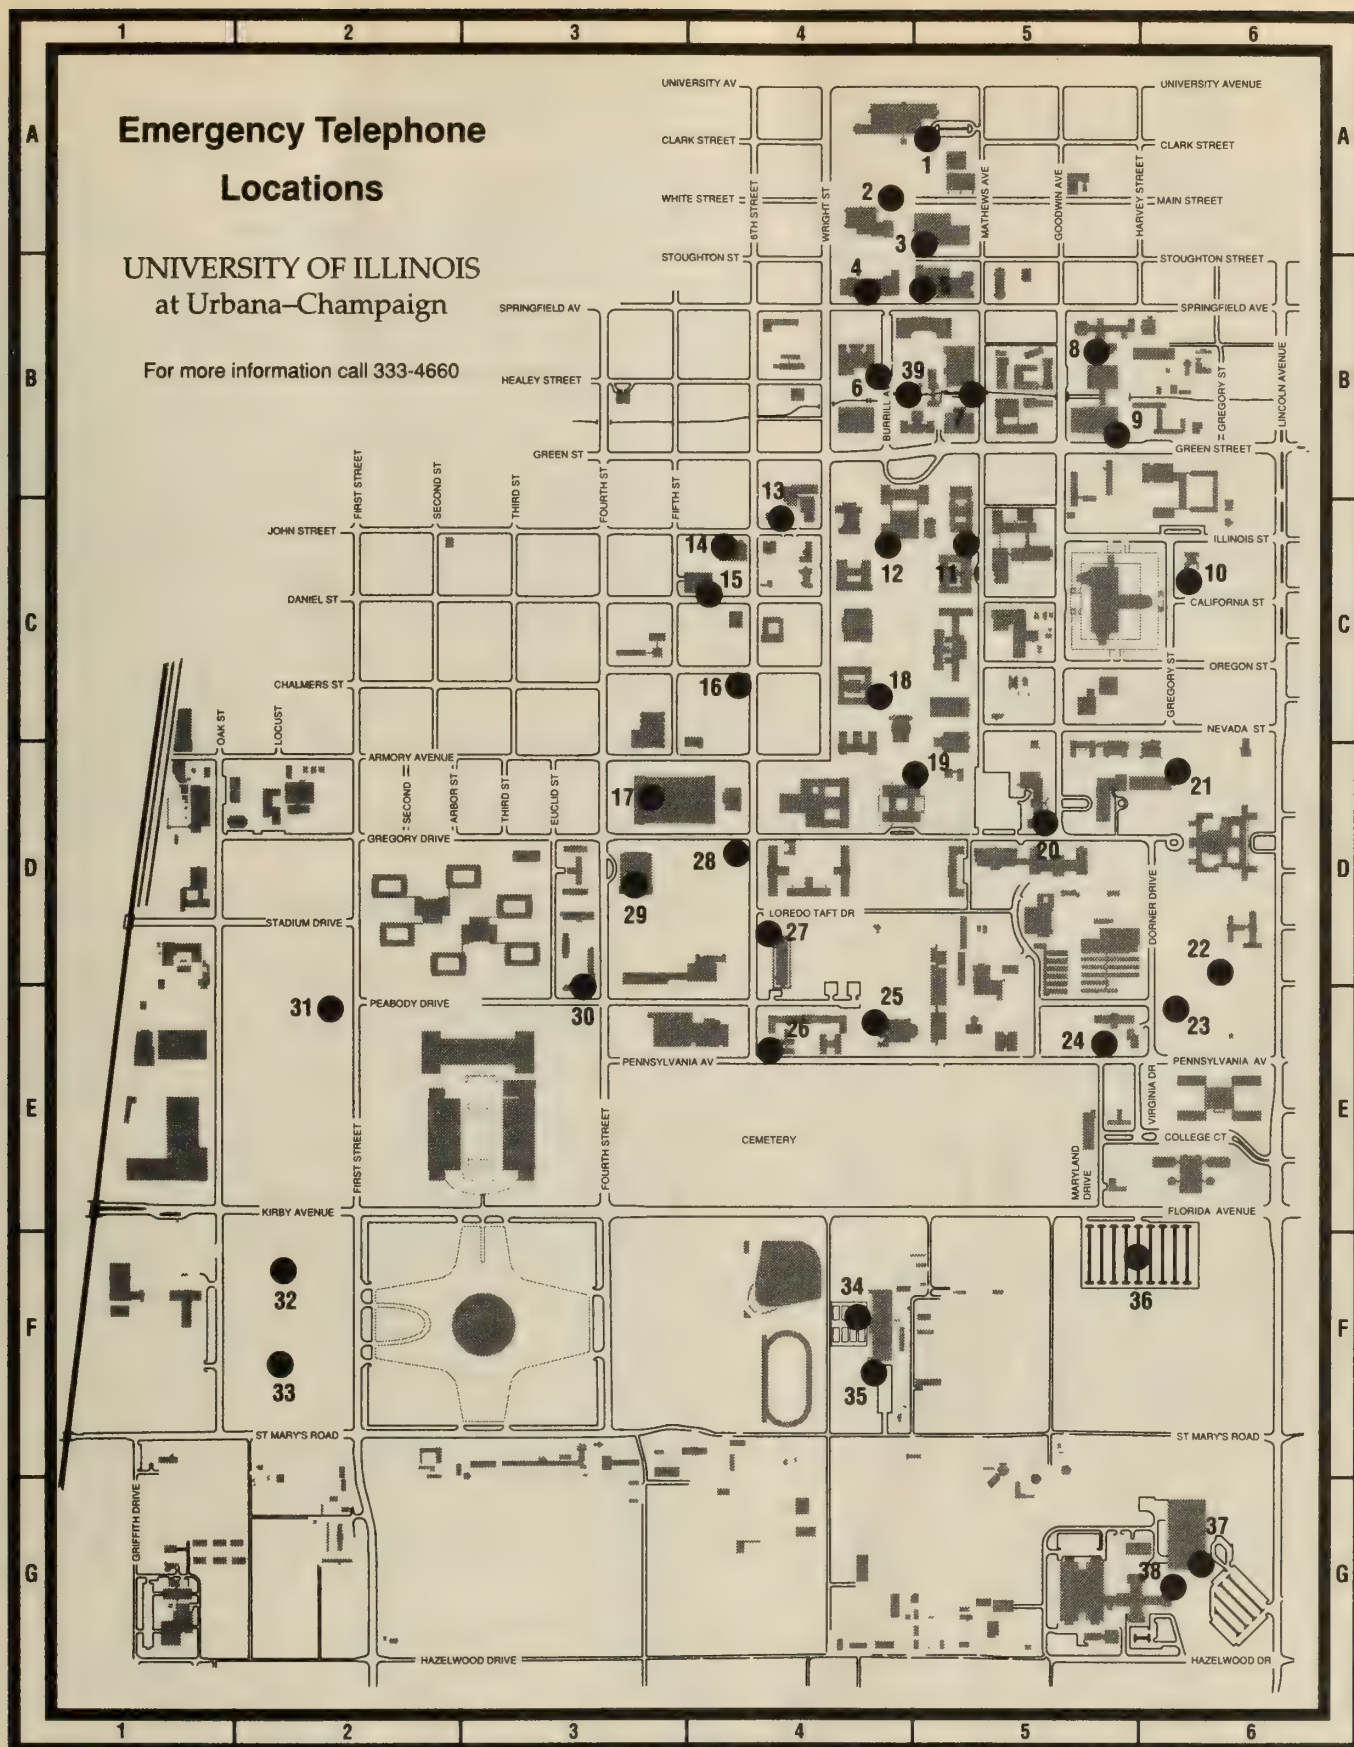 1 2 3 4 5 6
A A
B B
C C
D D
E E
F F
G G
1 2 3 4 5 6
Emergency Telephone
Locations
UNIVERSITY OF ILLINOIS
at Urbana–Champaign
For more information call 333-4660
UNIVERSITY AV
UNIVERSITY AVENUE
CLARK STREET
CLARK STREET
1
2
WHITE STREET
MAIN STREET
6TH STREET
WRIGHT ST
MATHEWS AVE
GOODWIN AVE
HARVEY STREET
3
STOUGHTON ST
STOUGHTON STREET
4
SPRINGFIELD AV
SPRINGFIELD AVE
8
6
39
7
HEALEY STREET
GREGORY ST
LINCOLN AVENUE
9
GREEN ST
GREEN STREET
FIRST STREET
SECOND ST
THIRD ST
FOURTH ST
FIFTH ST
13
JOHN STREET
ILLINOIS ST
14
12
11
10
15
DANIEL ST
CALIFORNIA ST
OREGON ST
CHALMERS ST
16
18
GREGORY ST
OAK ST
LOCUST
NEVADA ST
ARMORY AVENUE
SECOND
ARBOR ST
THIRD ST
EUCLID ST
17
19
21
20
GREGORY DRIVE
28
29
DORNER DRIVE
STADIUM DRIVE
LOREDO TAFT DR
27
22
31
PEABODY DRIVE
30
25
23
26
24
PENNSYLVANIA AV
PENNSYLVANIA AV
VIRGINIA DR
CEMETERY
COLLEGE CT
FIRST STREET
FOURTH STREET
MARYLAND
DRIVE
KIRBY AVENUE
FLORIDA AVENUE
32
34
36
33
35
ST MARY'S ROAD
ST MARY'S ROAD
GRIFFITH DRIVE
37
38
HAZELWOOD DRIVE
HAZELWOOD DR